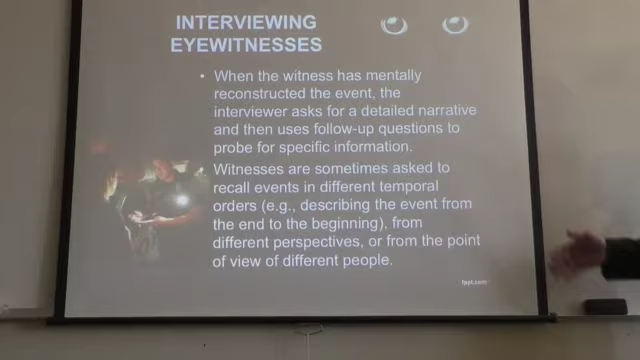 INTERVIEWING
EYEWITNESSES
• When the witness has mentally
reconstructed the event, the
interviewer asks for a detailed narrative
and then uses follow-up questions to
probe for specific information.
Witnesses are sometimes asked to
recall events in different temporal
orders (e.g., describing the event from
the end to the beginning), from
different perspectives, or from the point
of view of different people.
fppt.com